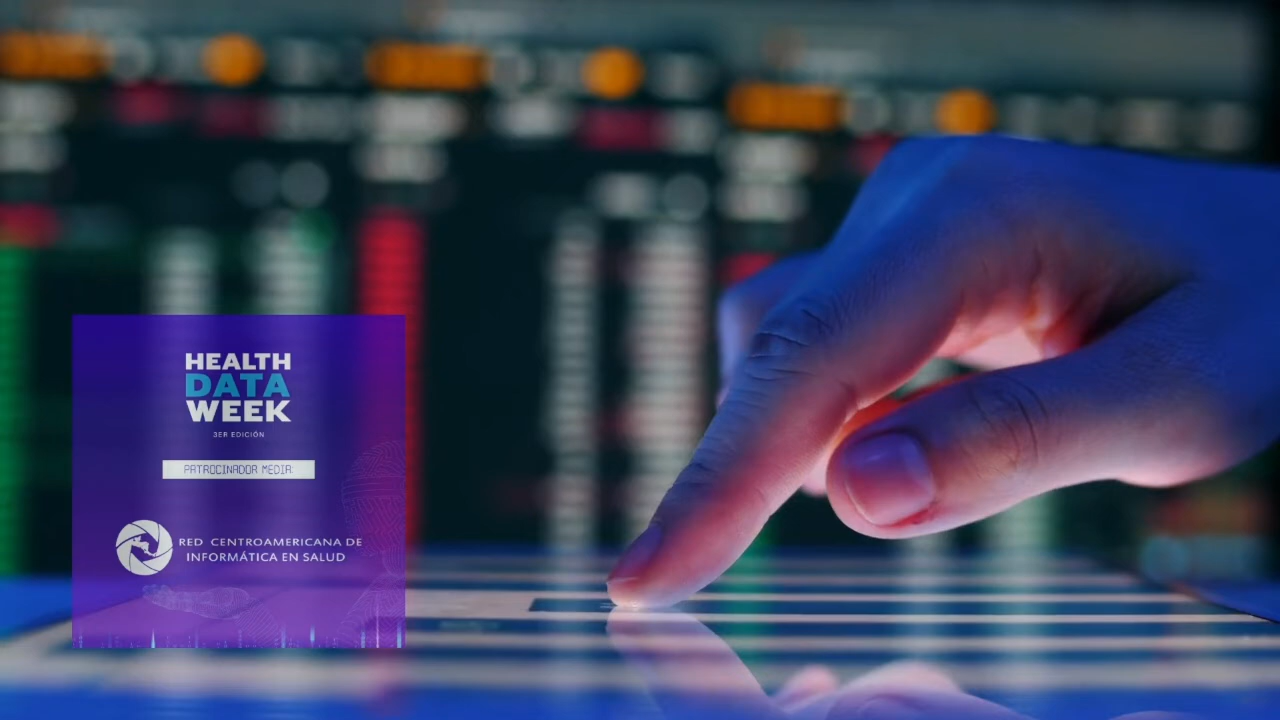 HEALTH
DATA
WEEK
3ER EDICIÓN
PATROCINADOR MEDIA:
RED CENTROAMERICANA DE
INFORMÁTICA EN SALUD